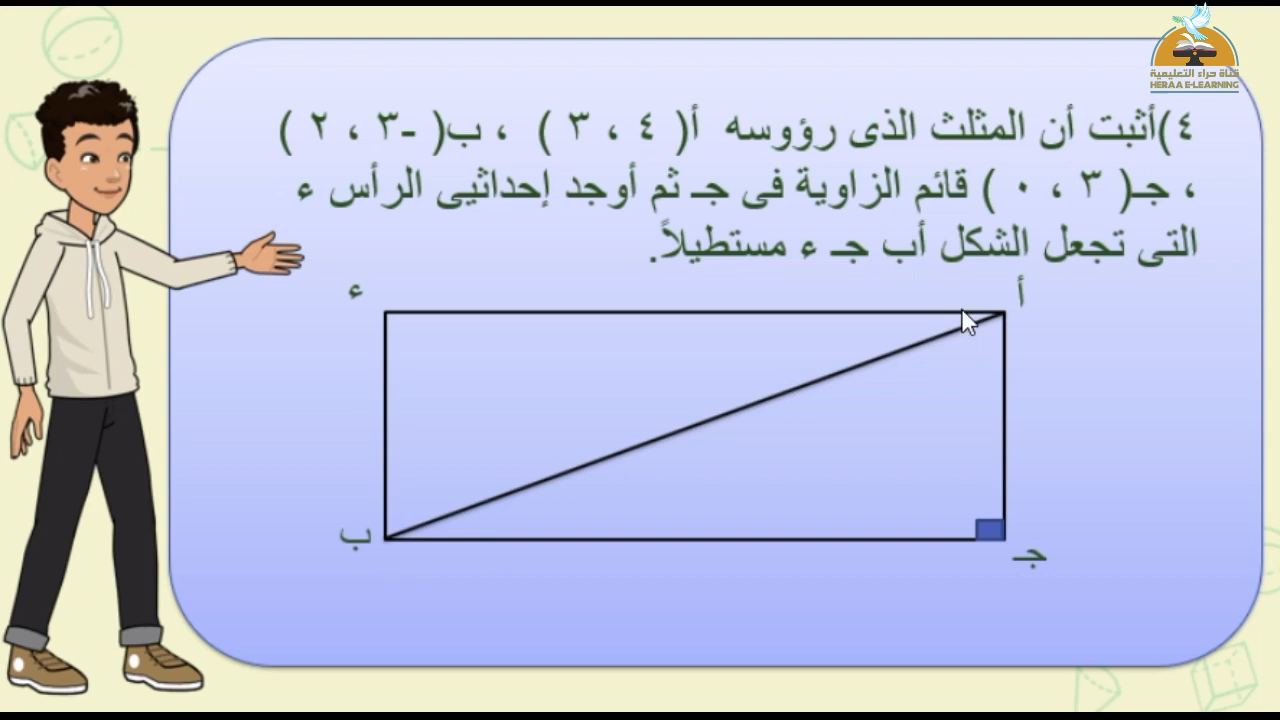 قناة حراء التعليمية
HERAA E-LEARNING
٤)أثبت أن المثلث الذى رؤوسه أ( ٤ ، ٣ ) ، ب( -٣ ، ٢ )
، جـ( ٣ ، ٠ ) قائم الزاوية فى جـ ثم أوجد إحداثيى الرأس ء
التى تجعل الشكل أب جـ ء مستطيلاً.
أ
ء
ب
جـ